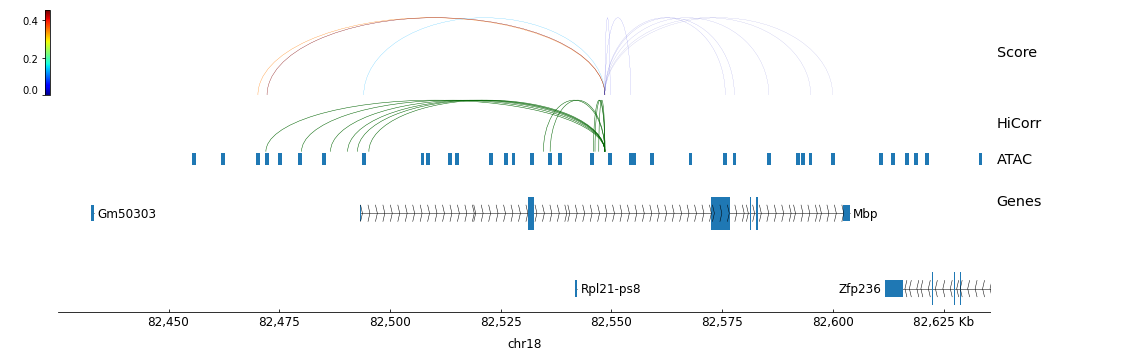 0.4
0.2
0.0
Score
HiCorr
ATAC
Genes
Gm50303
Mbp
Rpl21-ps8
Zfp236
82,450 82,475 82,500 82,525 82,550 82,575 82,600 82,625 Kb
chr18